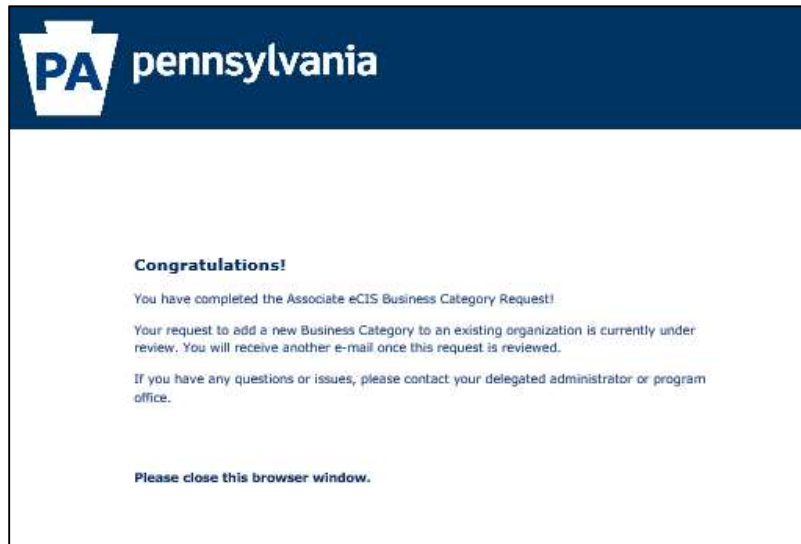 PA pennsylvania
Congratulations!
You have completed the Associate eCIS Business Category Request!
Your request to add a new Business Category to an existing organization is currently under
review. You will receive another e-mail once this request is reviewed.
If you have any questions or issues, please contact your delegated administrator or program
office.
Please close this browser window.